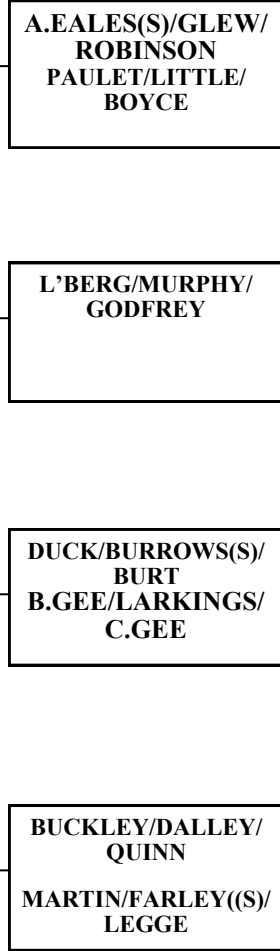 A.EALES(S)/GLEW/
ROBINSON
PAULET/LITTLE/
BOYCE
L'BERG/MURPHY/
GODFREY
DUCK/BURROWS(S)/
BURT
B.GEE/LARKINGS/
C.GEE
BUCKLEY/DALLEY/
QUINN
MARTIN/FARLEY((S)/
LEGGE